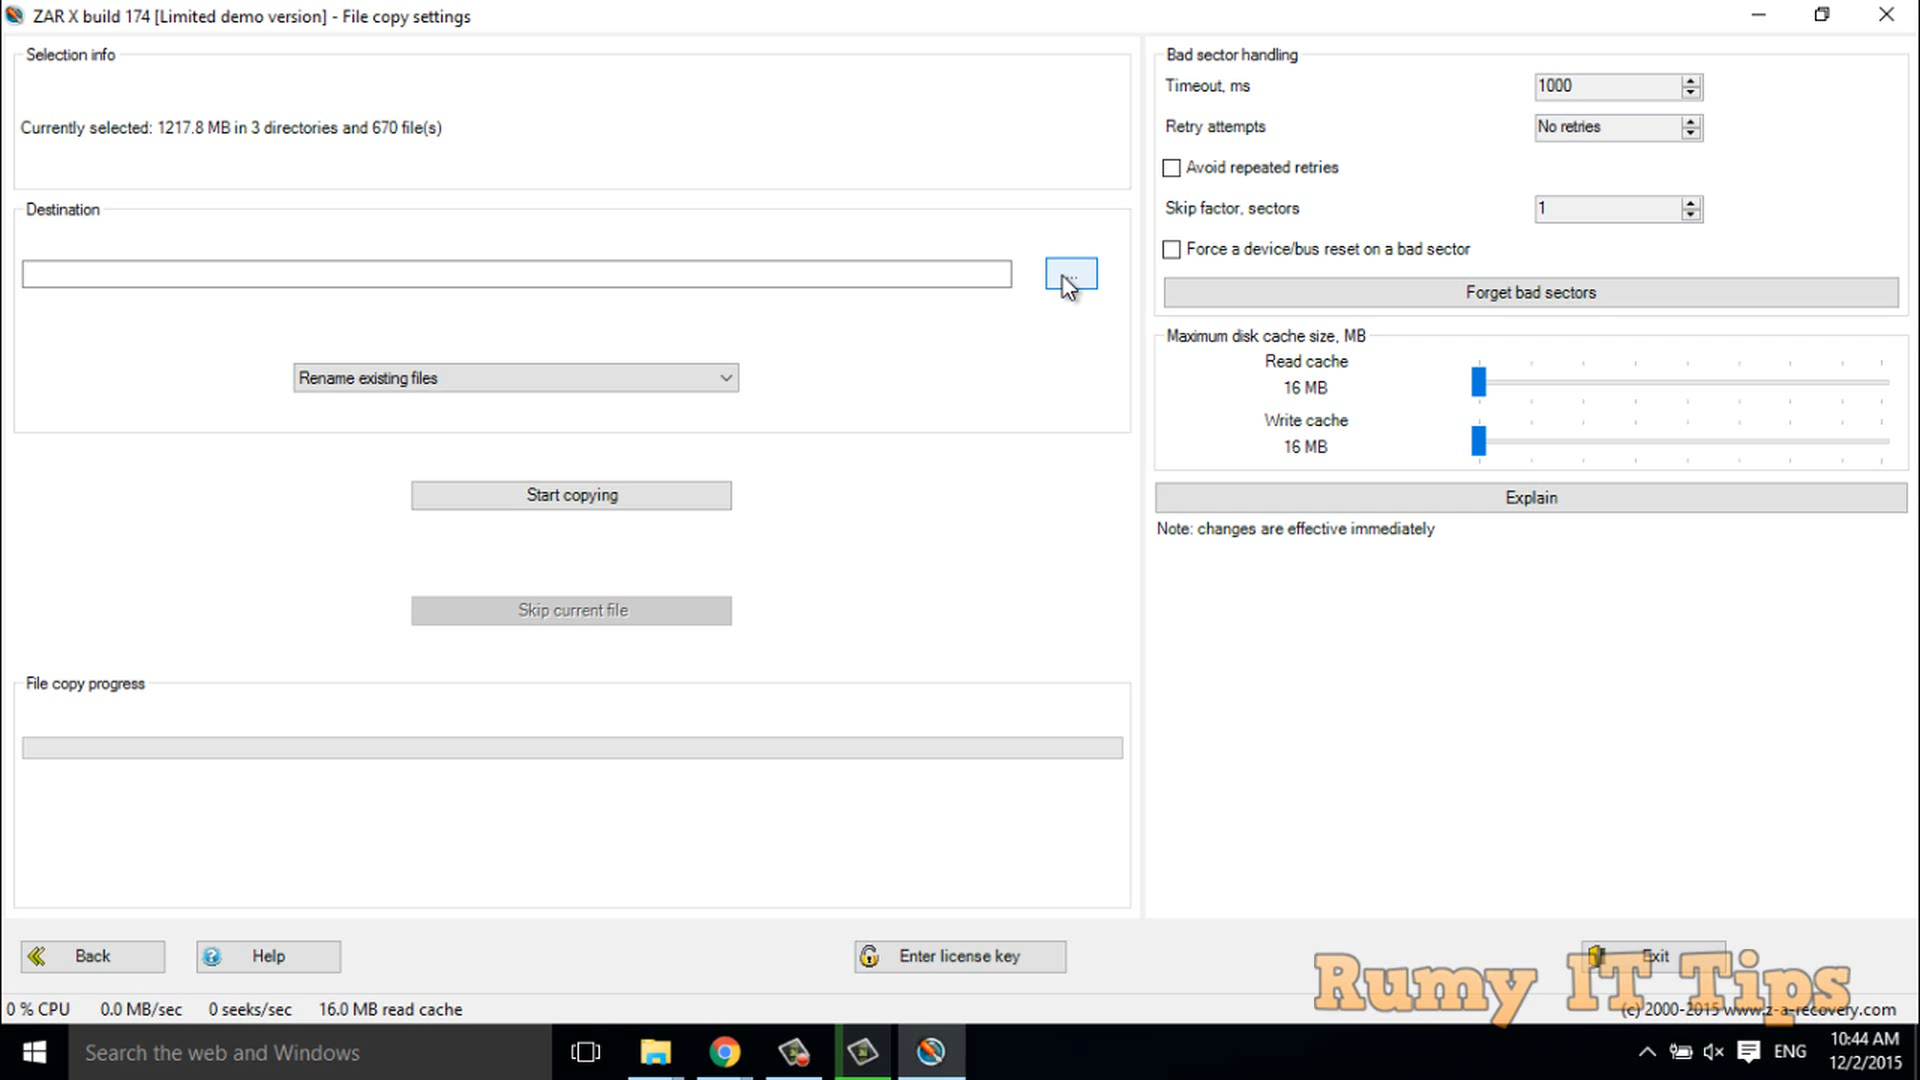 ZAR X build 174 [Limited demo version] - File copy settings
Selection info
Currently selected: 1217.8 MB in 3 directories and 670 file(s)
Destination
...
Rename existing files
Start copying
Skip current file
File copy progress
Bad sector handling
Timeout, ms
1000
Retry attempts
No retries
Avoid repeated retries
Skip factor, sectors
1
Force a device/bus reset on a bad sector
Forget bad sectors
Maximum disk cache size, MB
Read cache
16 MB
Write cache
16 MB
Explain
Note: changes are effective immediately
Back
Help
Enter license key
Exit
Rumy IT Tips
0 % CPU
0.0 MB/sec
0 seeks/sec
16.0 MB read cache
(c) 2000-2015 www.z-a-recovery.com
Search the web and Windows
ENG
10:44 AM
12/2/2015